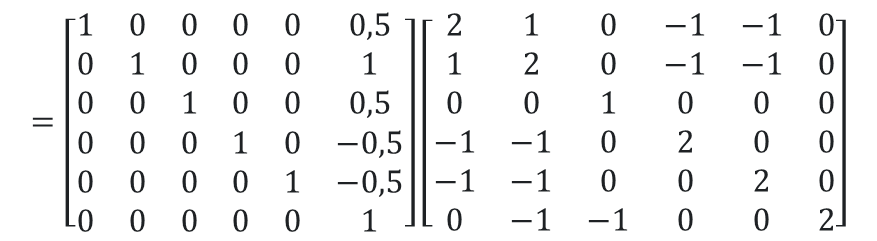 1 0 0 0 0 0,5 2 1 0 −1 −1 0
0 1 0 0 0 1 1 2 0 −1 −1 0
0 0 1 0 0 0,5 0 0 1 0 0 0
= 0 0 0 1 0 −0,5 −1 −1 0 2 0 0
0 0 0 0 1 −0,5 −1 −1 0 0 2 0
0 0 0 0 0 1 0 −1 −1 0 0 2